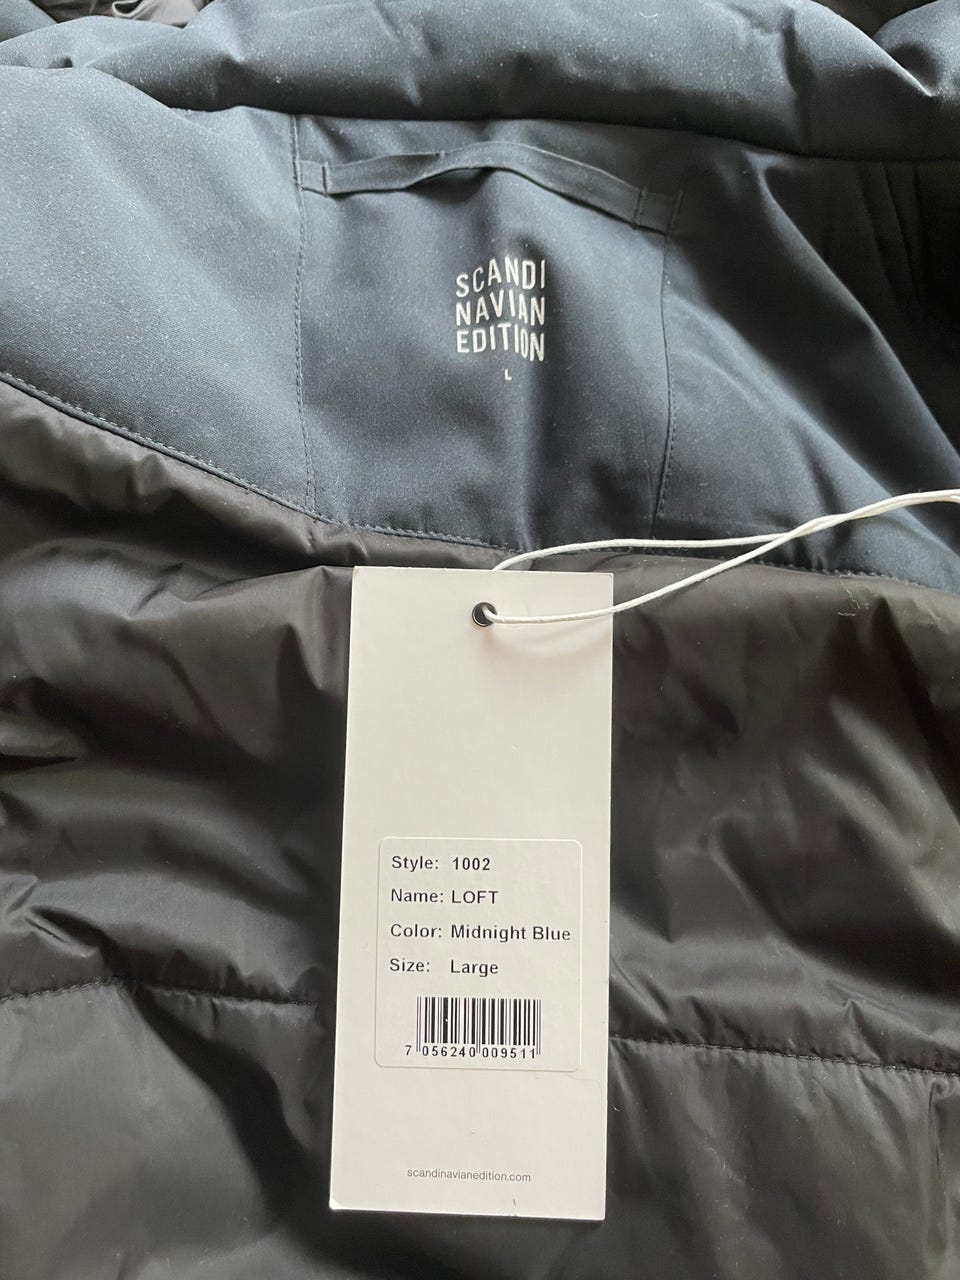 SCANDI
NAVIAN
EDITION
L
Style: 1002
Name: LOFT
Color: Midnight Blue
Size: Large
7 056240 009511
scandinavianedition.com